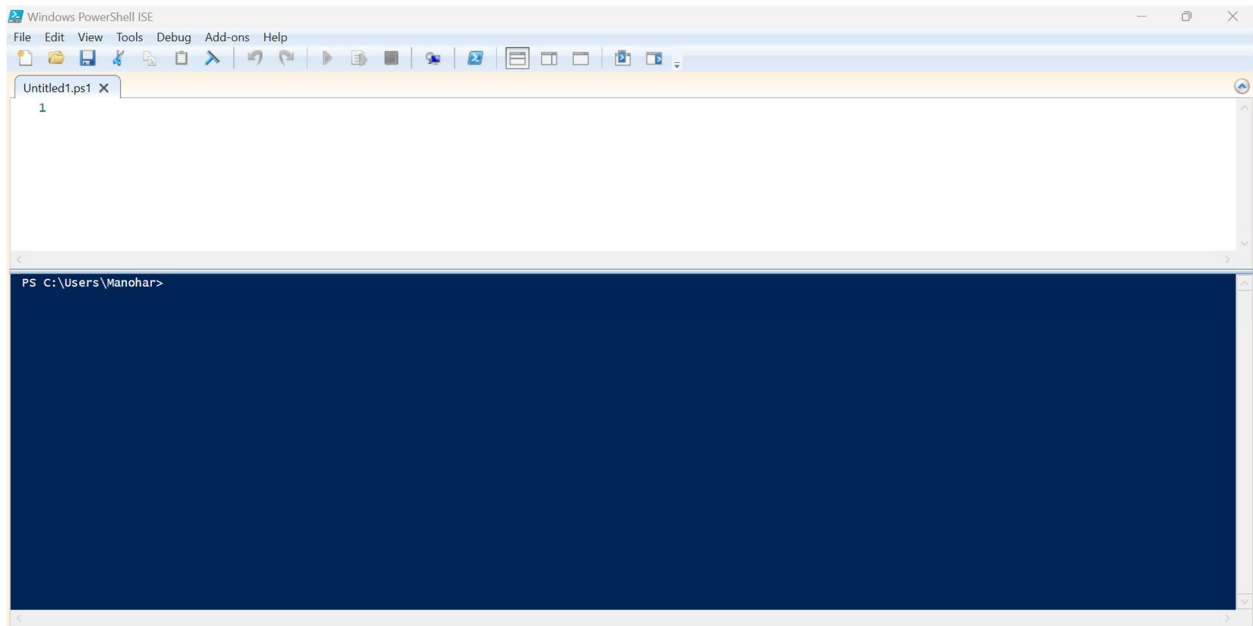 Windows PowerShell ISE
File Edit View Tools Debug Add-ons Help
Untitled1.ps1
1
PS C:\Users\Manohar>